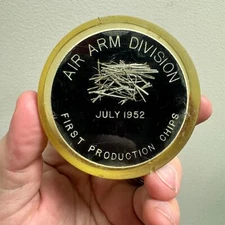 AIR ARM DIVISION
JULY 1952
FIRST PRODUCTION CHIPS